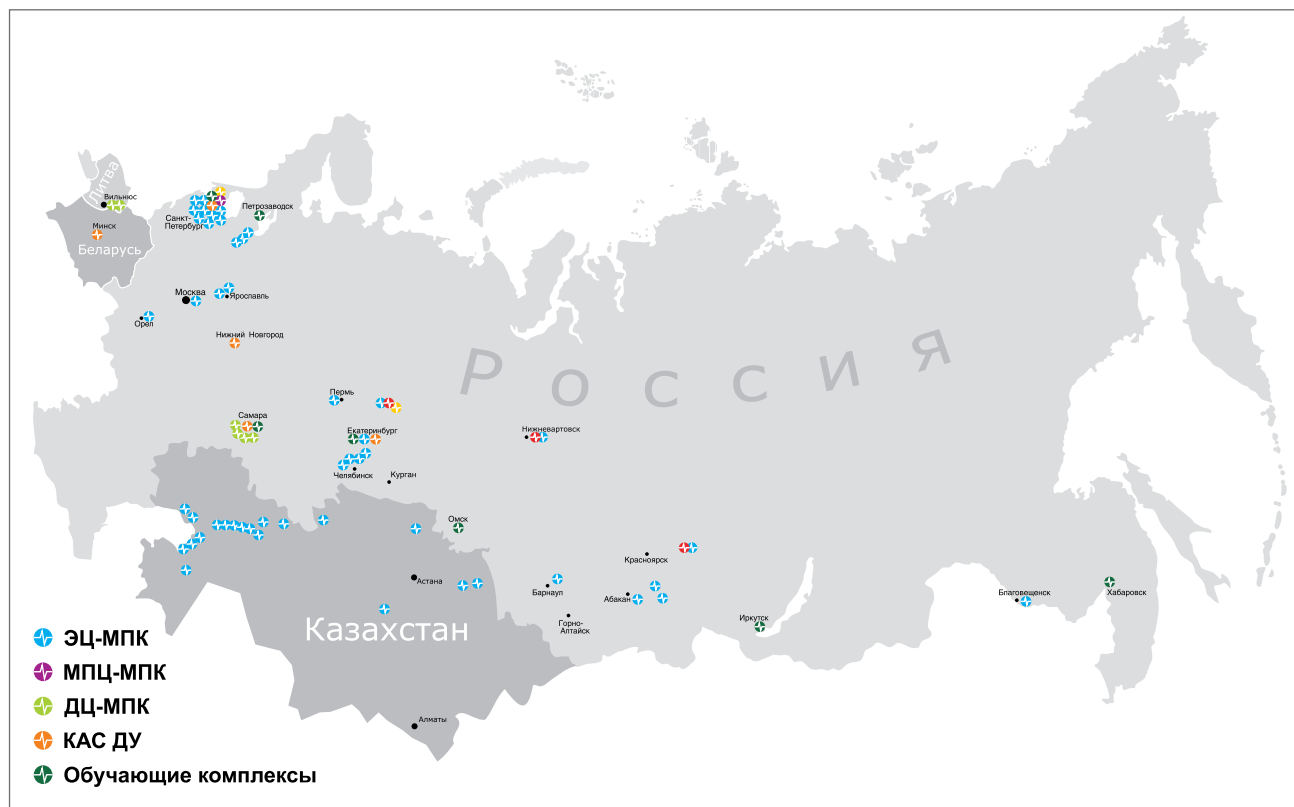 Литва
Вильнюс
Минск
Беларусь
Санкт-
Петербург
Петрозаводск
Москва
Ярославль
Орел
Нижний Новгород
Россия
Пермь
Самара
Екатеринбург
Нижневартовск
Челябинск
Курган
Омск
Красноярск
Астана
Барнаул
Абакан
Благовещенск
Хабаровск
Горно-
Алтайск
Иркутск
Казахстан
Алматы
ЭЦ-МПК
МПЦ-МПК
ДЦ-МПК
КАС ДУ
Обучающие комплексы